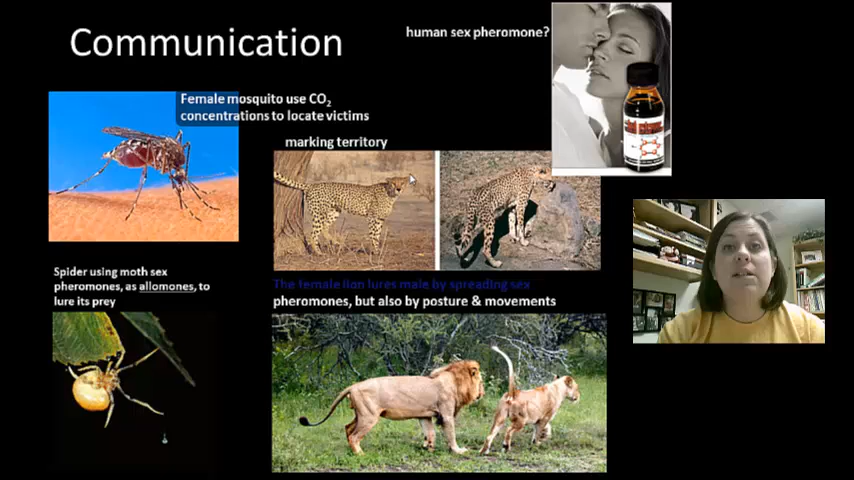 Communication
human sex pheromone?
Female mosquito use CO₂
concentrations to locate victims
marking territory
Spider using moth sex
pheromones, as allomones, to
lure its prey
The female lion lures male by spreading sex
pheromones, but also by posture & movements